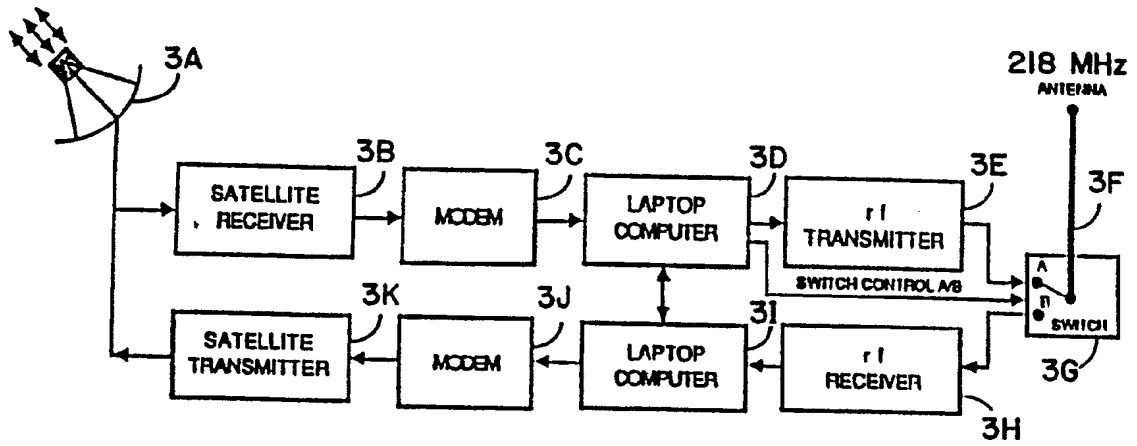 3A
218 MHz
ANTENNA
3B
3C
3D
3E
3F
SATELLITE
RECEIVER
MODEM
LAPTOP
COMPUTER
r f
TRANSMITTER
A
SWITCH CONTROL A/B
B
SWITCH
3G
3K
3J
3I
SATELLITE
TRANSMITTER
MODEM
LAPTOP
COMPUTER
r f
RECEIVER
3H